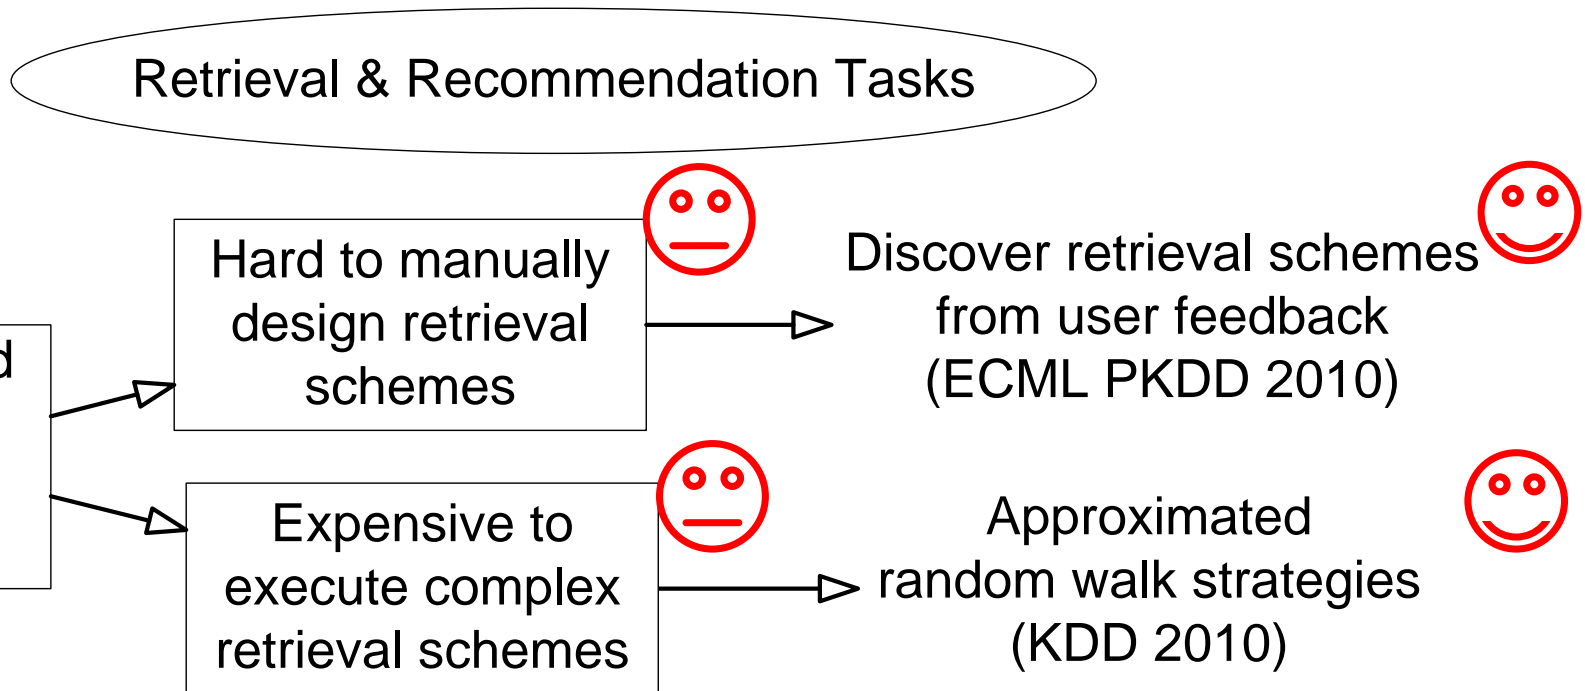 Retrieval & Recommendation Tasks
Hard to manually
design retrieval
schemes
Discover retrieval schemes
from user feedback
(ECML PKDD 2010)
Expensive to
execute complex
retrieval schemes
Approximated
random walk strategies
(KDD 2010)